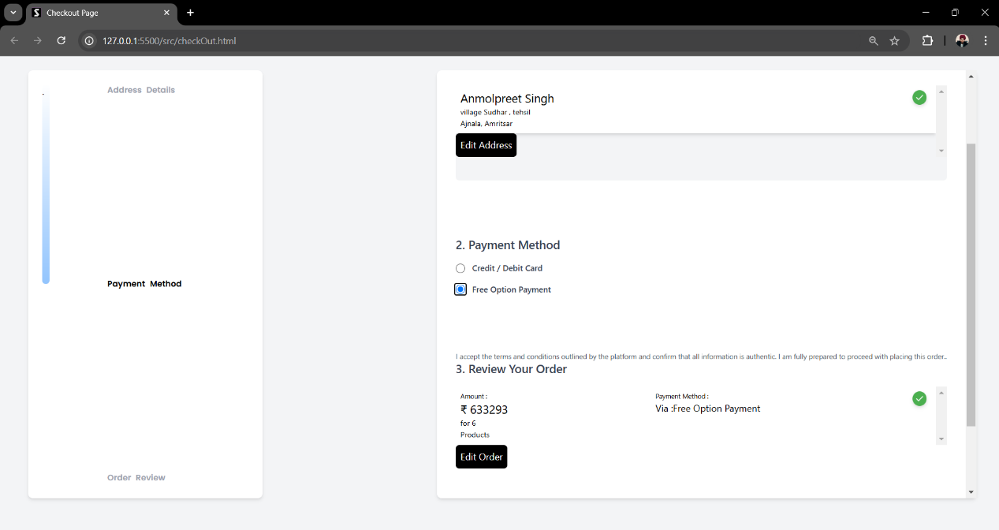 Checkout Page
127.0.0.1:5500/src/checkOut.html
Address Details
Payment Method
Order Review
Anmolpreet Singh
village Sudhar , tehsil
Ajnala, Amritsar
Edit Address
2. Payment Method
Credit / Debit Card
Free Option Payment
I accept the terms and conditions outlined by the platform and confirm that all information is authentic. I am fully prepared to proceed with placing this order..
3. Review Your Order
Amount :
₹ 633293
for 6
Products
Payment Method :
Via :Free Option Payment
Edit Order